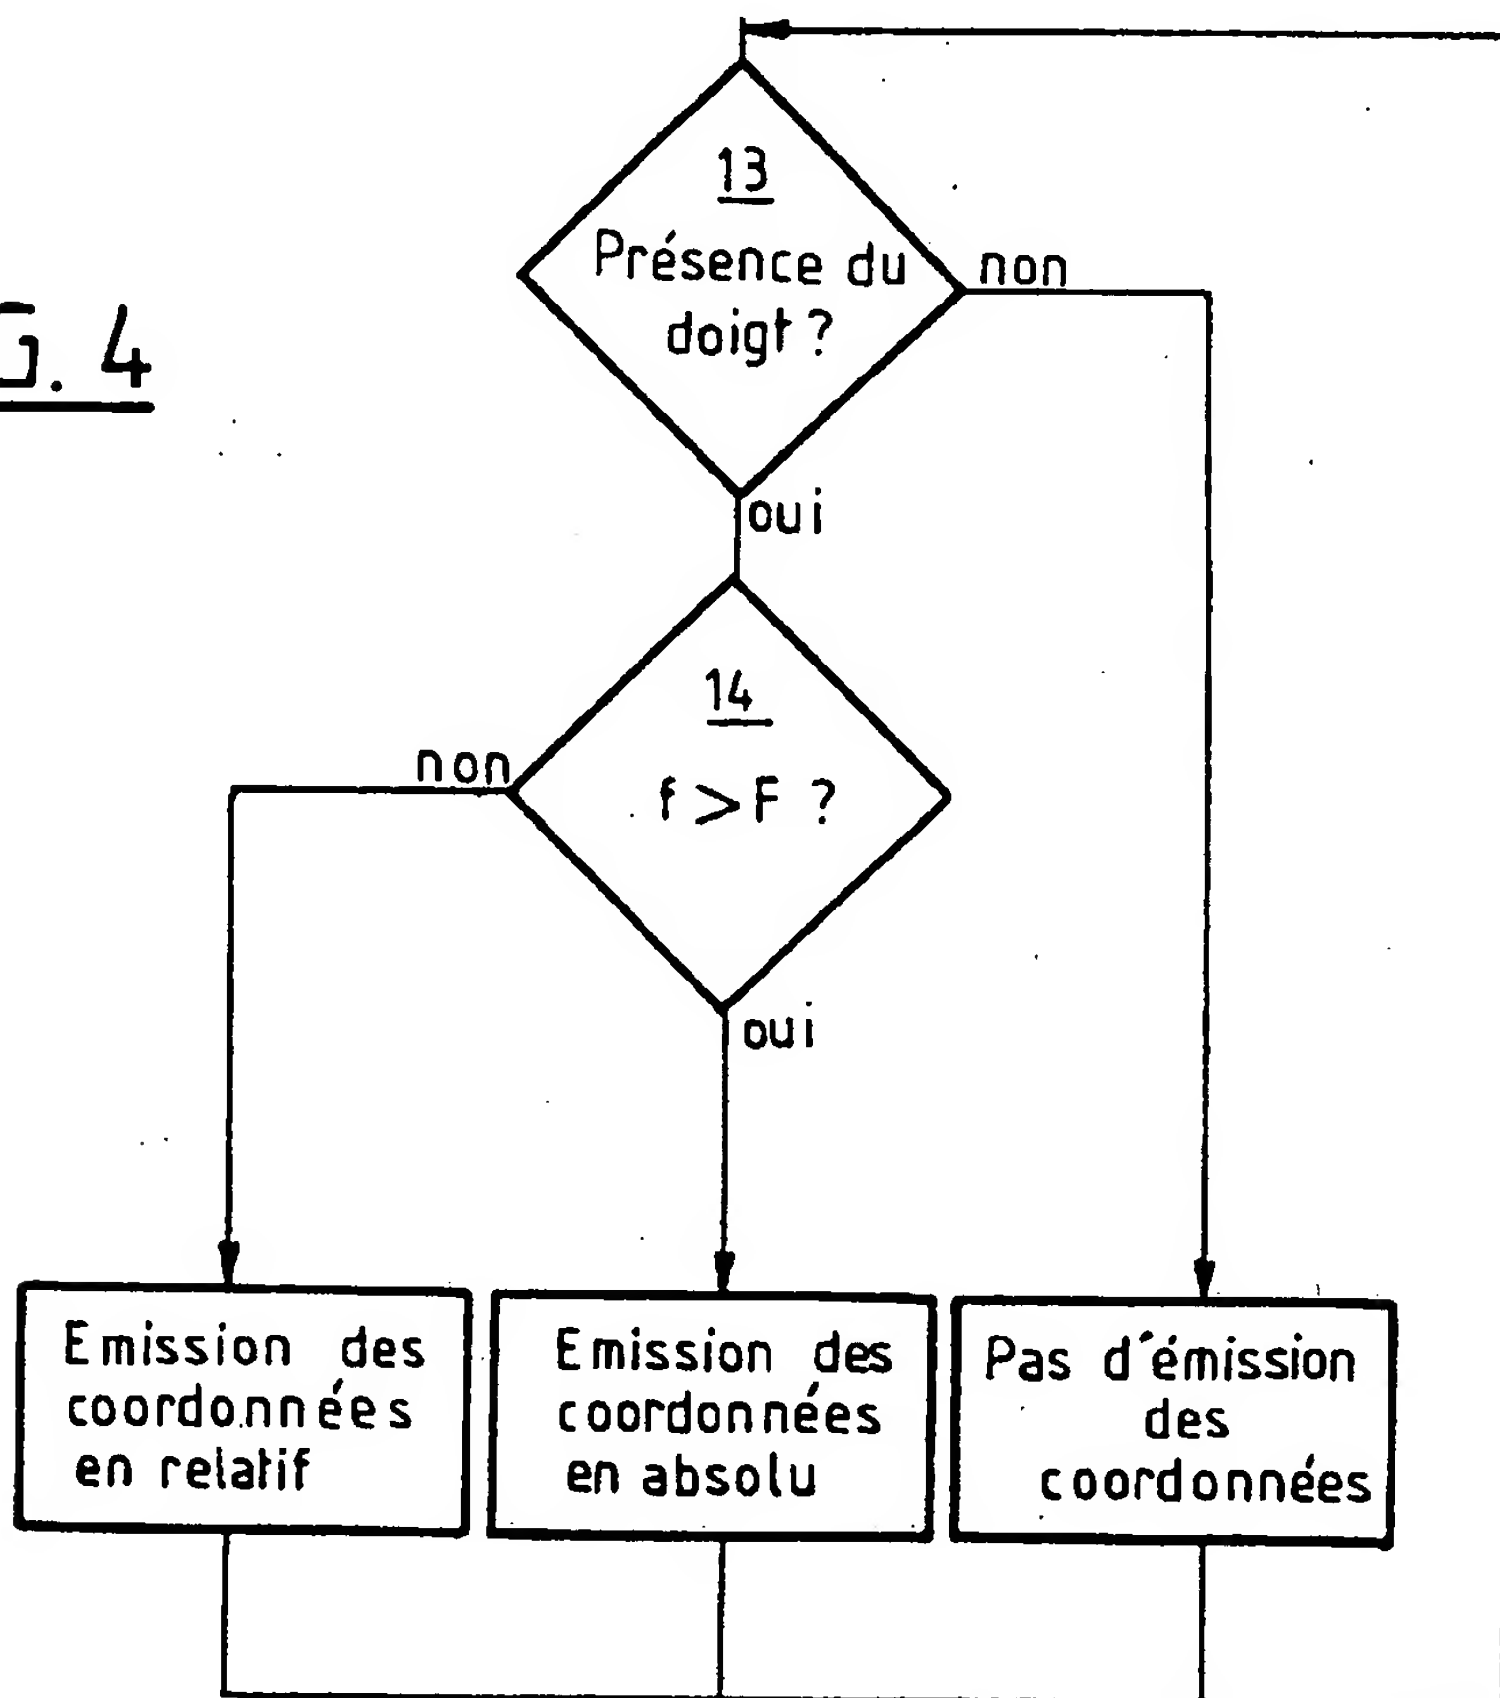 13
Présence du
doigt ?
non
G. 4
oui
14
non
f > F ?
oui
Emission des
coordonnées
en relatif
Emission des
coordonnées
en absolu
Pas d'émission
des
coordonnées